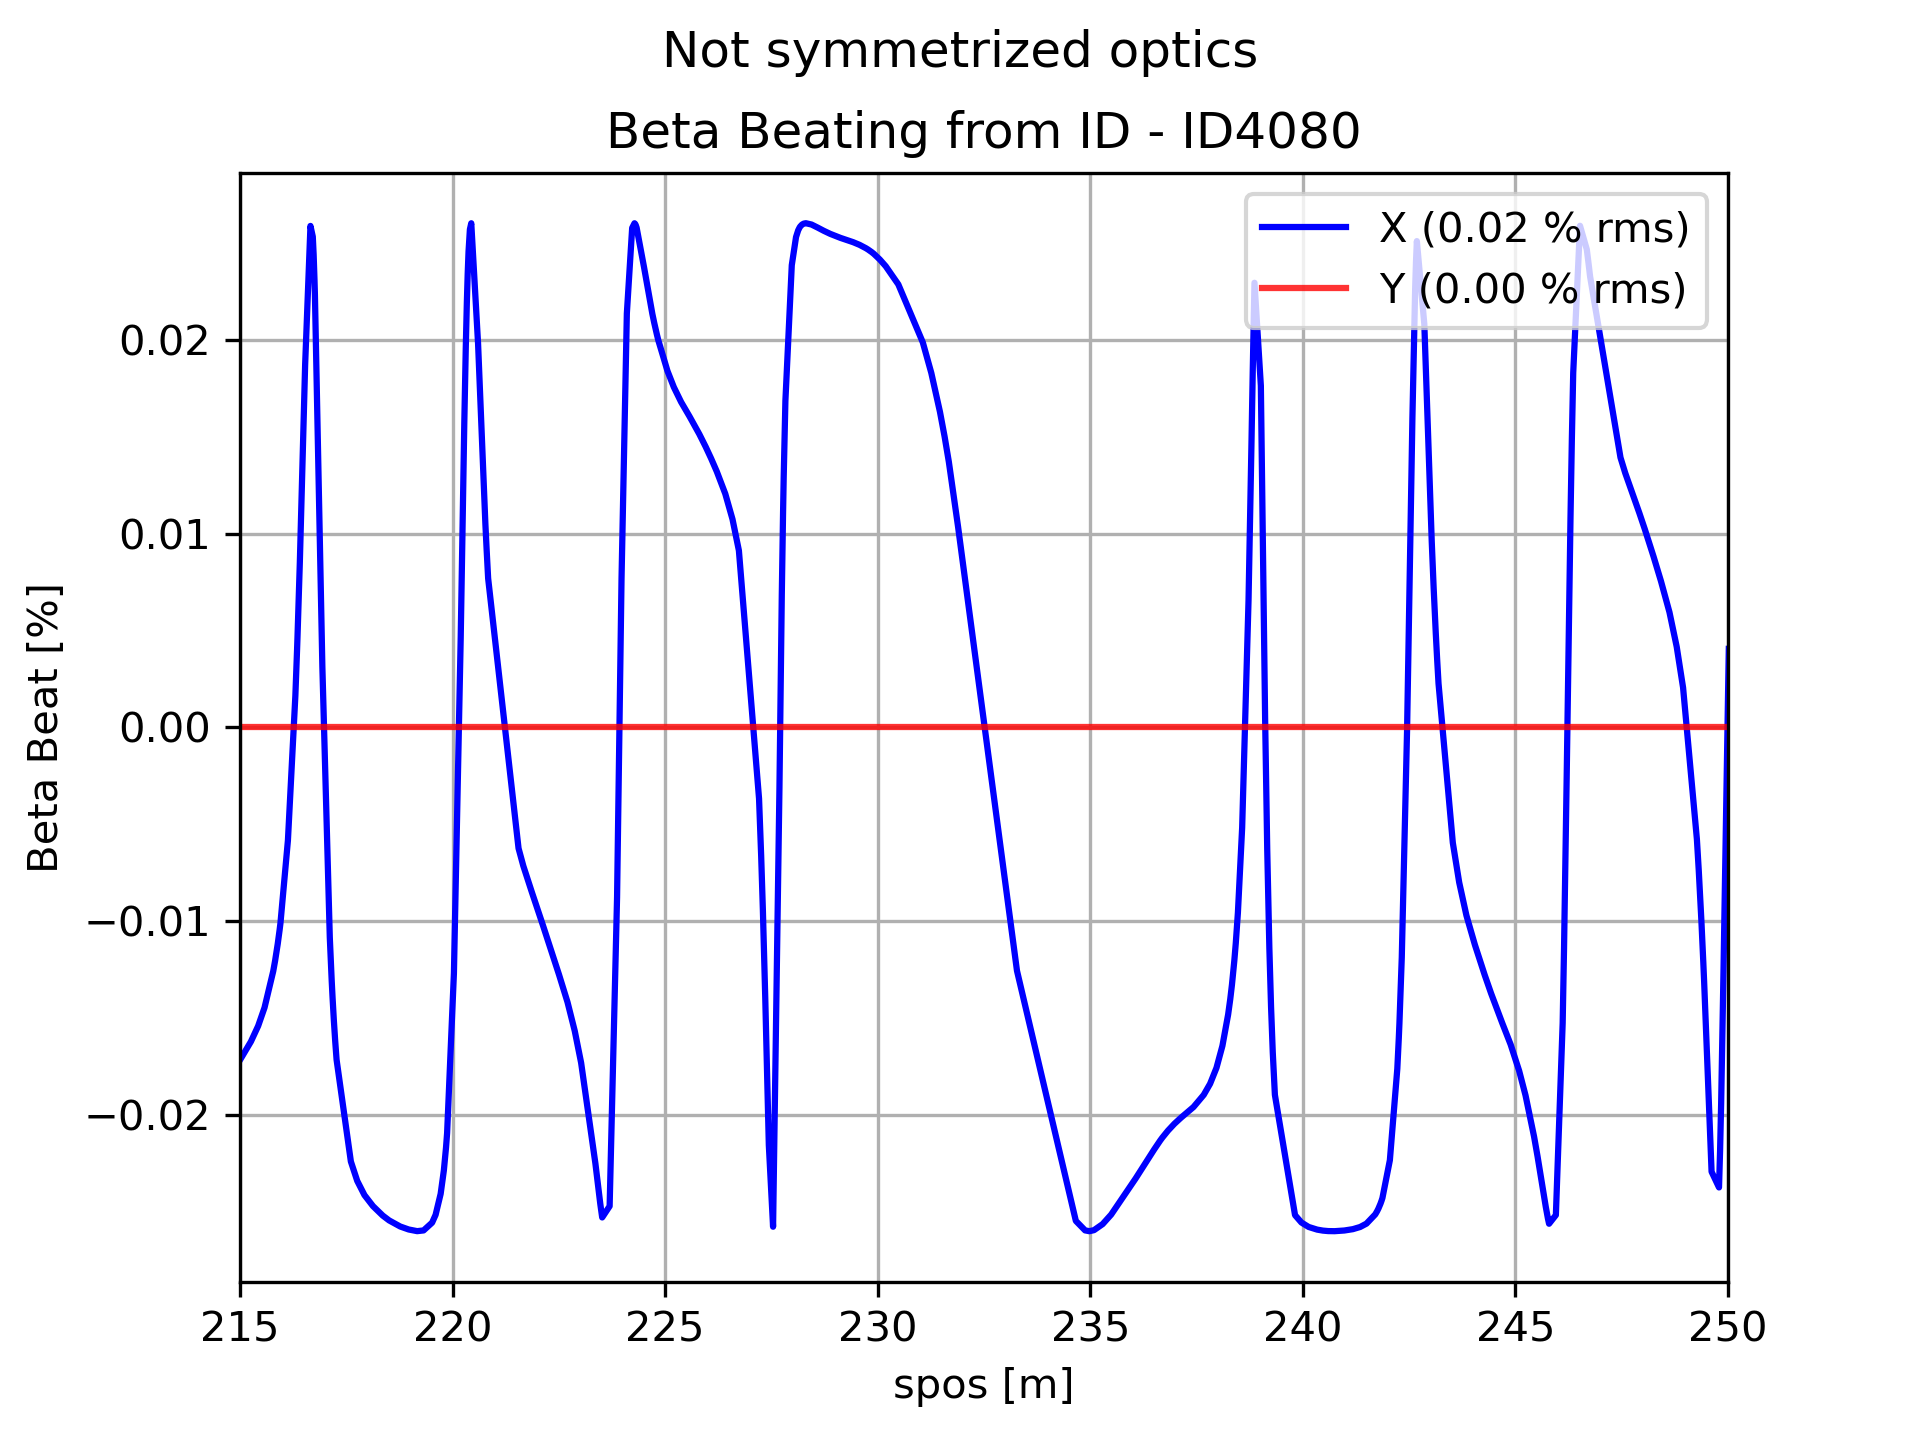 Not symmetrized optics
Beta Beating from ID - ID4080
X (0.02 % rms)
Y (0.00 % rms)
Beta Beat [%]
0.02
0.01
0.00
−0.01
−0.02
215 220 225 230 235 240 245 250
spos [m]